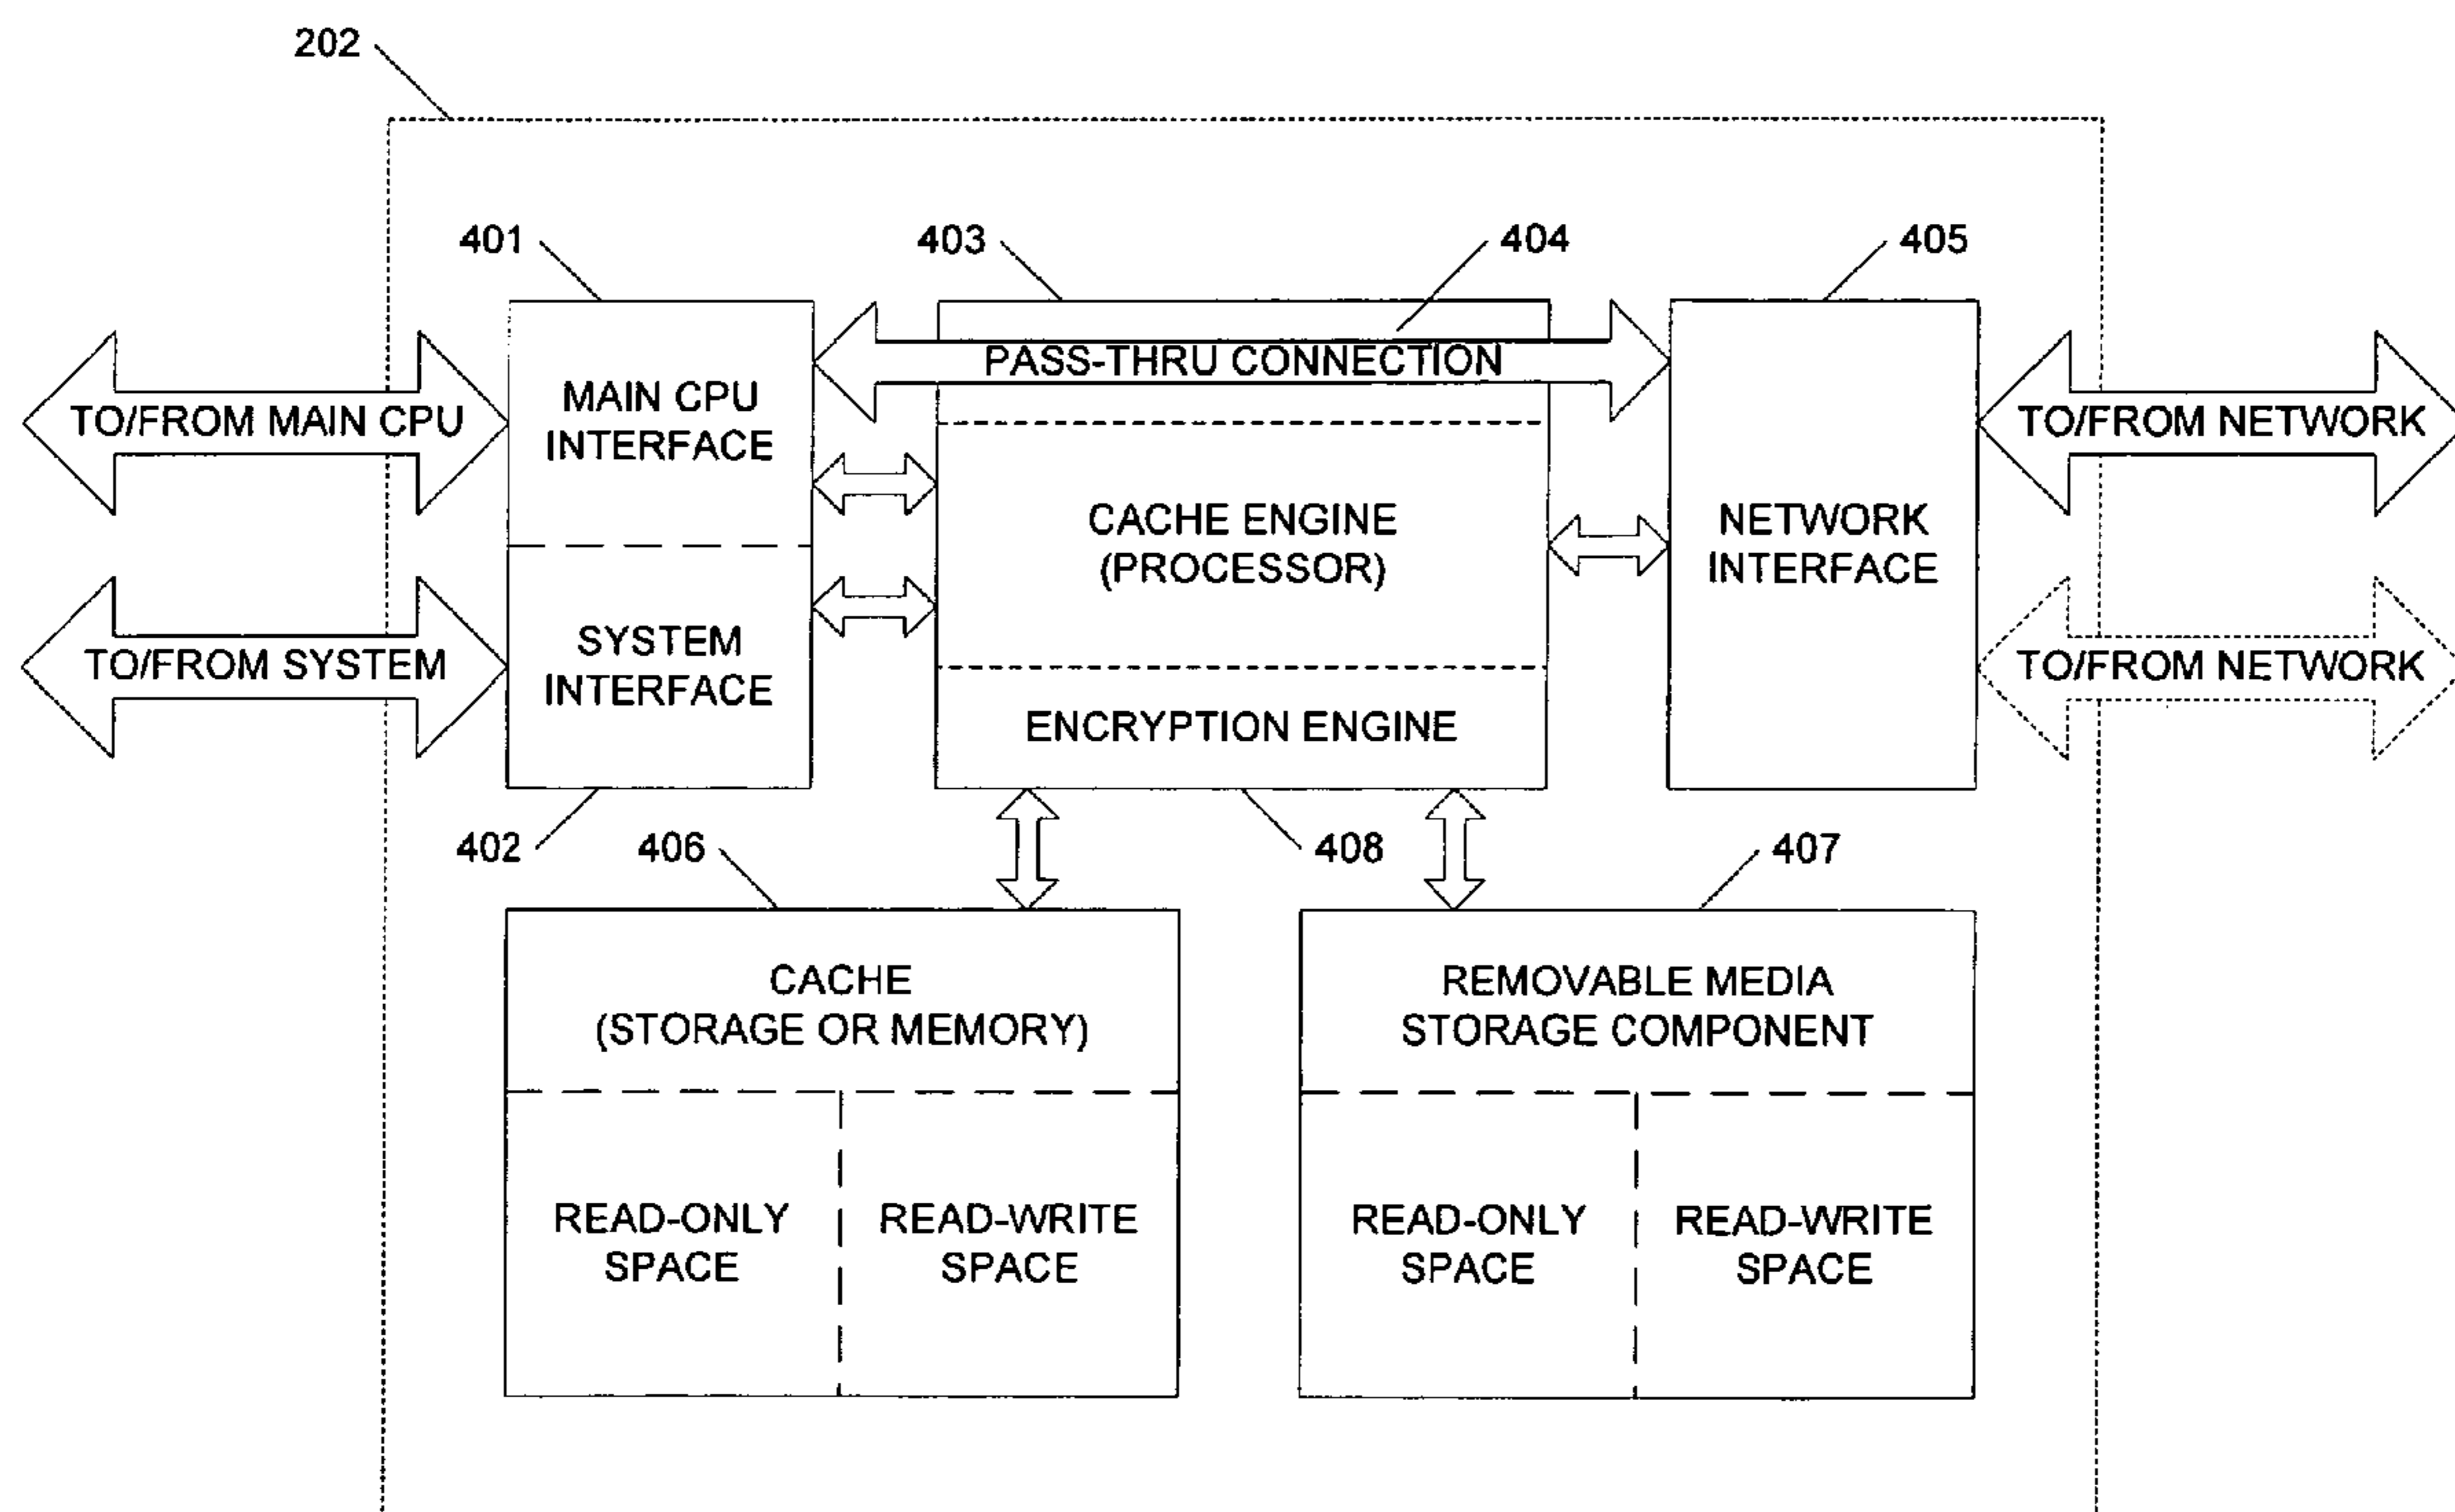 202
401
403
404
405
PASS-THRU CONNECTION
TO/FROM MAIN CPU
MAIN CPU
INTERFACE
TO/FROM NETWORK
CACHE ENGINE
(PROCESSOR)
NETWORK
INTERFACE
TO/FROM SYSTEM
SYSTEM
INTERFACE
TO/FROM NETWORK
ENCRYPTION ENGINE
402
406
408
407
CACHE
(STORAGE OR MEMORY)
REMOVABLE MEDIA
STORAGE COMPONENT
READ-ONLY
SPACE
READ-WRITE
SPACE
READ-ONLY
SPACE
READ-WRITE
SPACE